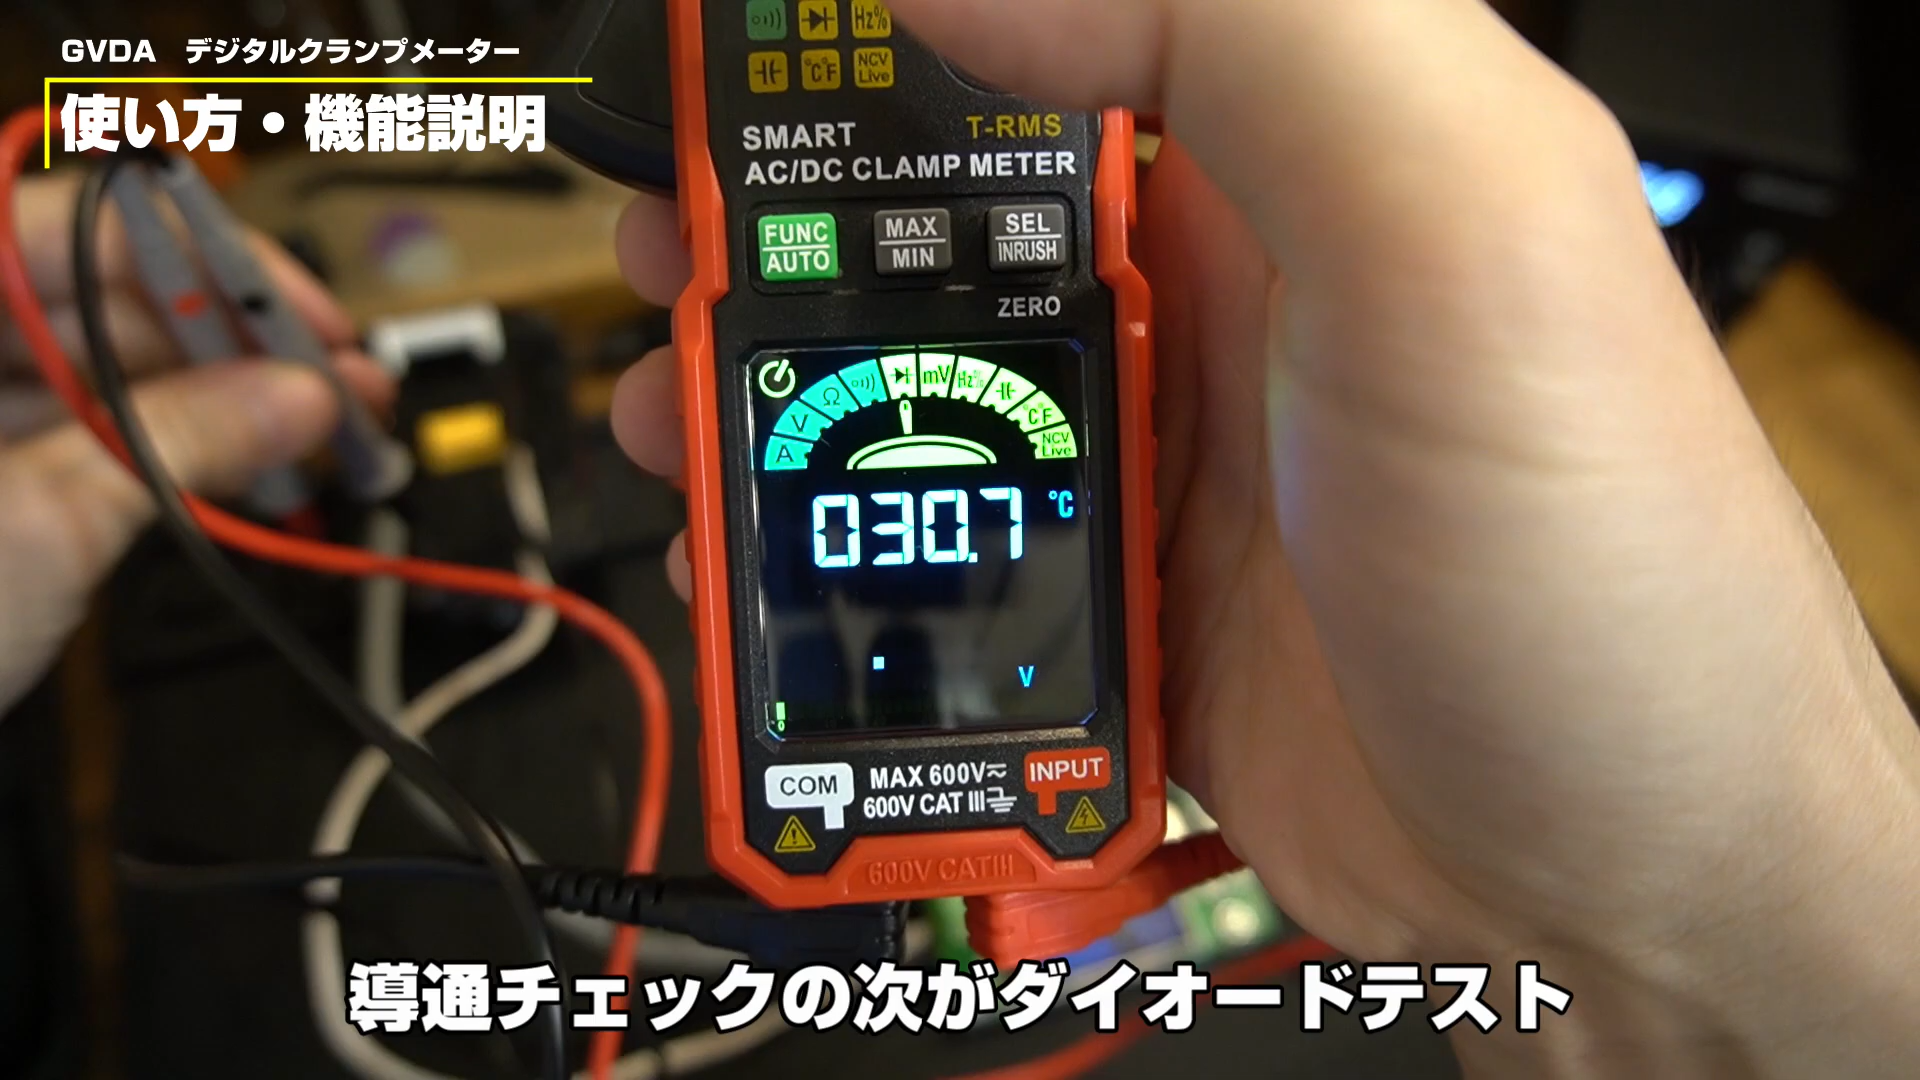 GVDA デジタルクランプメーター
使い方・機能説明
Hz%
℃℉
NCV
Live
SMART T-RMS
AC/DC CLAMP METER
FUNC
AUTO
MAX
MIN
SEL
INRUSH
ZERO
A V Ω mV Hz% ℃℉ NCV Live
030.7 ℃
V
0
COM
MAX 600V
600V CAT III
INPUT
600V CATIII
導通チェックの次がダイオードテスト